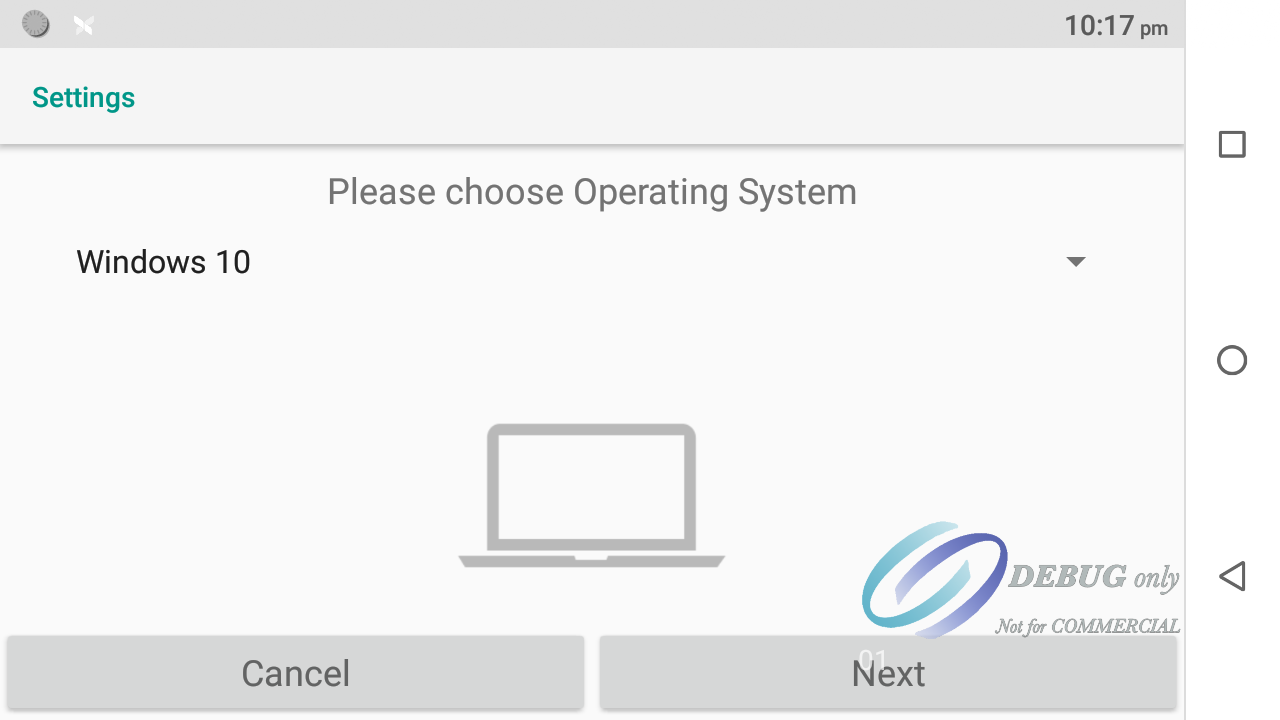 10:17 pm
Settings
Please choose Operating System
Windows 10
DEBUG only
Not for COMMERCIAL
01
Cancel
Next